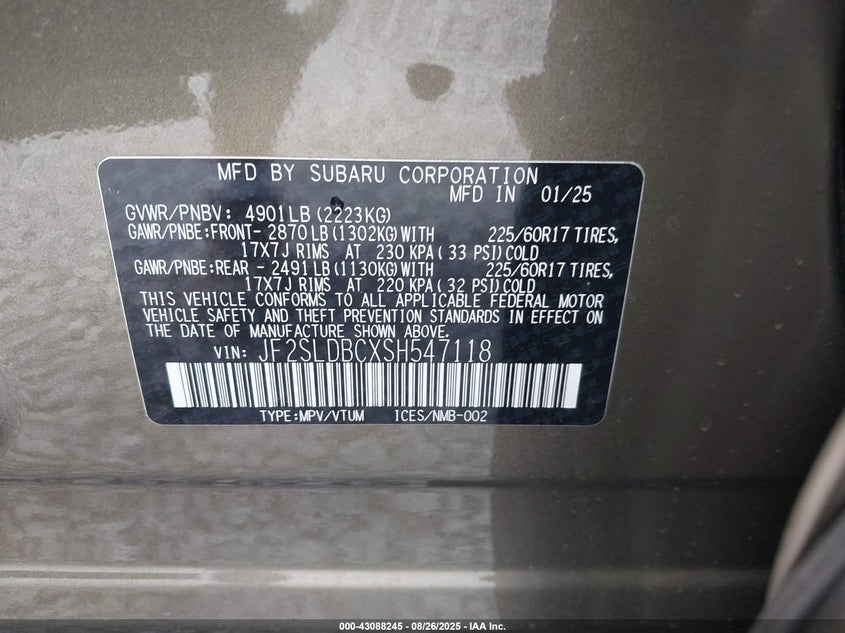 MFD BY SUBARU CORPORATION
MFD IN 01/25
GVWR/PNBV: 4901LB(2223KG)
GAWR/PNBE:FRONT- 2870LB(1302KG)WITH 225/60R17 TIRES,
17X7J RIMS AT 230 KPA( 33 PSI)COLD
GAWR/PNBE:REAR - 2491LB(1130KG)WITH 225/60R17 TIRES,
17X7J RIMS AT 220 KPA( 32 PSI)COLD
THIS VEHICLE CONFORMS TO ALL APPLICABLE FEDERAL MOTOR
VEHICLE SAFETY AND THEFT PREVENTION STANDARDS IN EFFECT ON
THE DATE OF MANUFACTURE SHOWN ABOVE.
VIN: JF2SLDBCXSH547118
TYPE:MPV/VTUM ICES/NMB-002
000-43088245 - 08/26/2025 - IAA Inc.